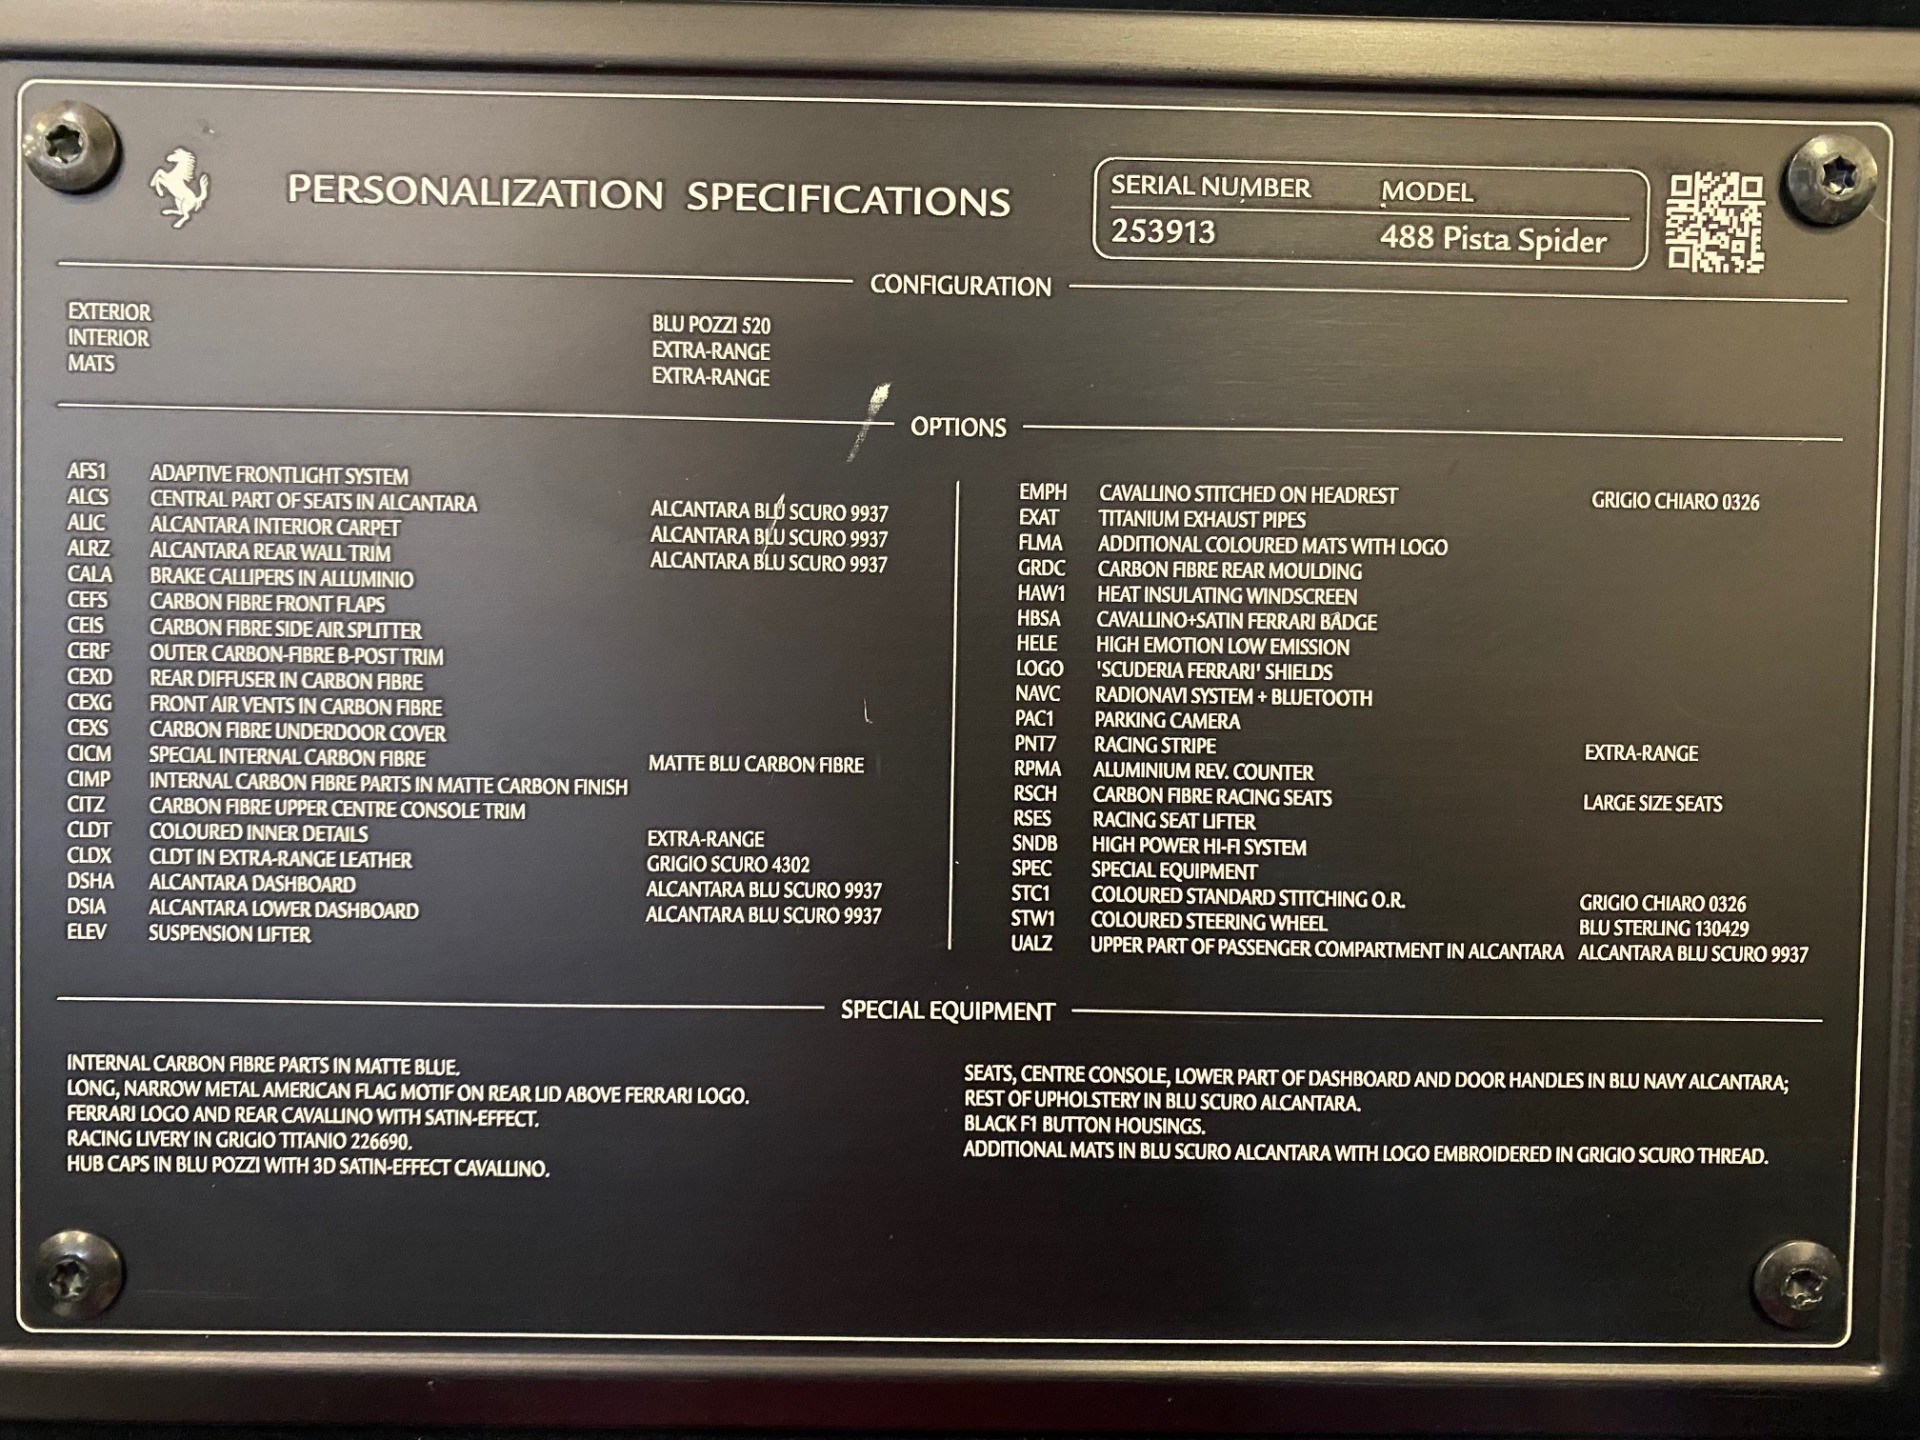 PERSONALIZATION SPECIFICATIONS
SERIAL NUMBER MODEL
253913 488 Pista Spider
CONFIGURATION
EXTERIOR BLU POZZI 520
INTERIOR EXTRA-RANGE
MATS EXTRA-RANGE
OPTIONS
AFS1 ADAPTIVE FRONTLIGHT SYSTEM
ALCS CENTRAL PART OF SEATS IN ALCANTARA ALCANTARA BLU SCURO 9937
ALIC ALCANTARA INTERIOR CARPET ALCANTARA BLU SCURO 9937
ALRZ ALCANTARA REAR WALL TRIM ALCANTARA BLU SCURO 9937
CALA BRAKE CALLIPERS IN ALLUMINIO
CEFS CARBON FIBRE FRONT FLAPS
CEIS CARBON FIBRE SIDE AIR SPLITTER
CERF OUTER CARBON-FIBRE B-POST TRIM
CEXD REAR DIFFUSER IN CARBON FIBRE
CEXG FRONT AIR VENTS IN CARBON FIBRE
CEXS CARBON FIBRE UNDERDOOR COVER
CICM SPECIAL INTERNAL CARBON FIBRE MATTE BLU CARBON FIBRE
CIMP INTERNAL CARBON FIBRE PARTS IN MATTE CARBON FINISH
CITZ CARBON FIBRE UPPER CENTRE CONSOLE TRIM
CLDT COLOURED INNER DETAILS EXTRA-RANGE
CLDX CLDT IN EXTRA-RANGE LEATHER GRIGIO SCURO 4302
DSHA ALCANTARA DASHBOARD ALCANTARA BLU SCURO 9937
DSIA ALCANTARA LOWER DASHBOARD ALCANTARA BLU SCURO 9937
ELEV SUSPENSION LIFTER
EMPH CAVALLINO STITCHED ON HEADREST GRIGIO CHIARO 0326
EXAT TITANIUM EXHAUST PIPES
FLMA ADDITIONAL COLOURED MATS WITH LOGO
GRDC CARBON FIBRE REAR MOULDING
HAW1 HEAT INSULATING WINDSCREEN
HBSA CAVALLINO+SATIN FERRARI BADGE
HELE HIGH EMOTION LOW EMISSION
LOGO 'SCUDERIA FERRARI' SHIELDS
NAVC RADIONAVI SYSTEM + BLUETOOTH
PAC1 PARKING CAMERA
PNT7 RACING STRIPE EXTRA-RANGE
RPMA ALUMINIUM REV. COUNTER
RSCH CARBON FIBRE RACING SEATS LARGE SIZE SEATS
RSES RACING SEAT LIFTER
SNDB HIGH POWER HI-FI SYSTEM
SPEC SPECIAL EQUIPMENT
STC1 COLOURED STANDARD STITCHING O.R. GRIGIO CHIARO 0326
STW1 COLOURED STEERING WHEEL BLU STERLING 130429
UALZ UPPER PART OF PASSENGER COMPARTMENT IN ALCANTARA ALCANTARA BLU SCURO 9937
SPECIAL EQUIPMENT
INTERNAL CARBON FIBRE PARTS IN MATTE BLUE.
LONG, NARROW METAL AMERICAN FLAG MOTIF ON REAR LID ABOVE FERRARI LOGO.
FERRARI LOGO AND REAR CAVALLINO WITH SATIN-EFFECT.
RACING LIVERY IN GRIGIO TITANIO 226690.
HUB CAPS IN BLU POZZI WITH 3D SATIN-EFFECT CAVALLINO.
SEATS, CENTRE CONSOLE, LOWER PART OF DASHBOARD AND DOOR HANDLES IN BLU NAVY ALCANTARA;
REST OF UPHOLSTERY IN BLU SCURO ALCANTARA.
BLACK F1 BUTTON HOUSINGS.
ADDITIONAL MATS IN BLU SCURO ALCANTARA WITH LOGO EMBROIDERED IN GRIGIO SCURO THREAD.